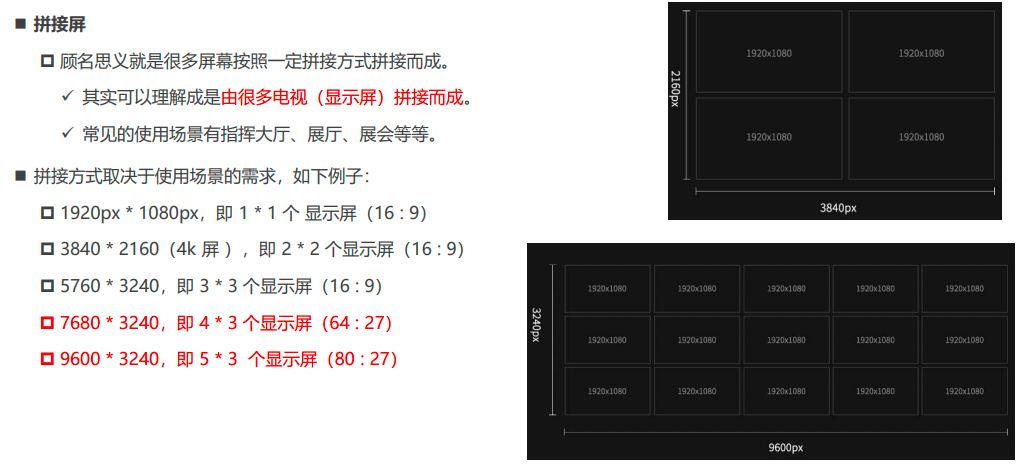 拼接屏
顾名思义就是很多屏幕按照一定拼接方式拼接而成。
其实可以理解成是由很多电视（显示屏）拼接而成。
常见的使用场景有指挥大厅、展厅、展会等等。
拼接方式取决于使用场景的需求，如下例子：
1920px * 1080px，即 1 * 1 个 显示屏（16 : 9）
3840 * 2160（4k 屏 ），即 2 * 2 个显示屏（16 : 9）
5760 * 3240，即 3 * 3 个显示屏（16 : 9）
7680 * 3240，即 4 * 3 个显示屏（64 : 27）
9600 * 3240，即 5 * 3 个显示屏（80 : 27）
1920x1080 1920x1080
2160px
1920x1080 1920x1080
3840px
1920x1080 1920x1080 1920x1080 1920x1080 1920x1080
3240px
1920x1080 1920x1080 1920x1080 1920x1080 1920x1080
1920x1080 1920x1080 1920x1080 1920x1080 1920x1080
9600px